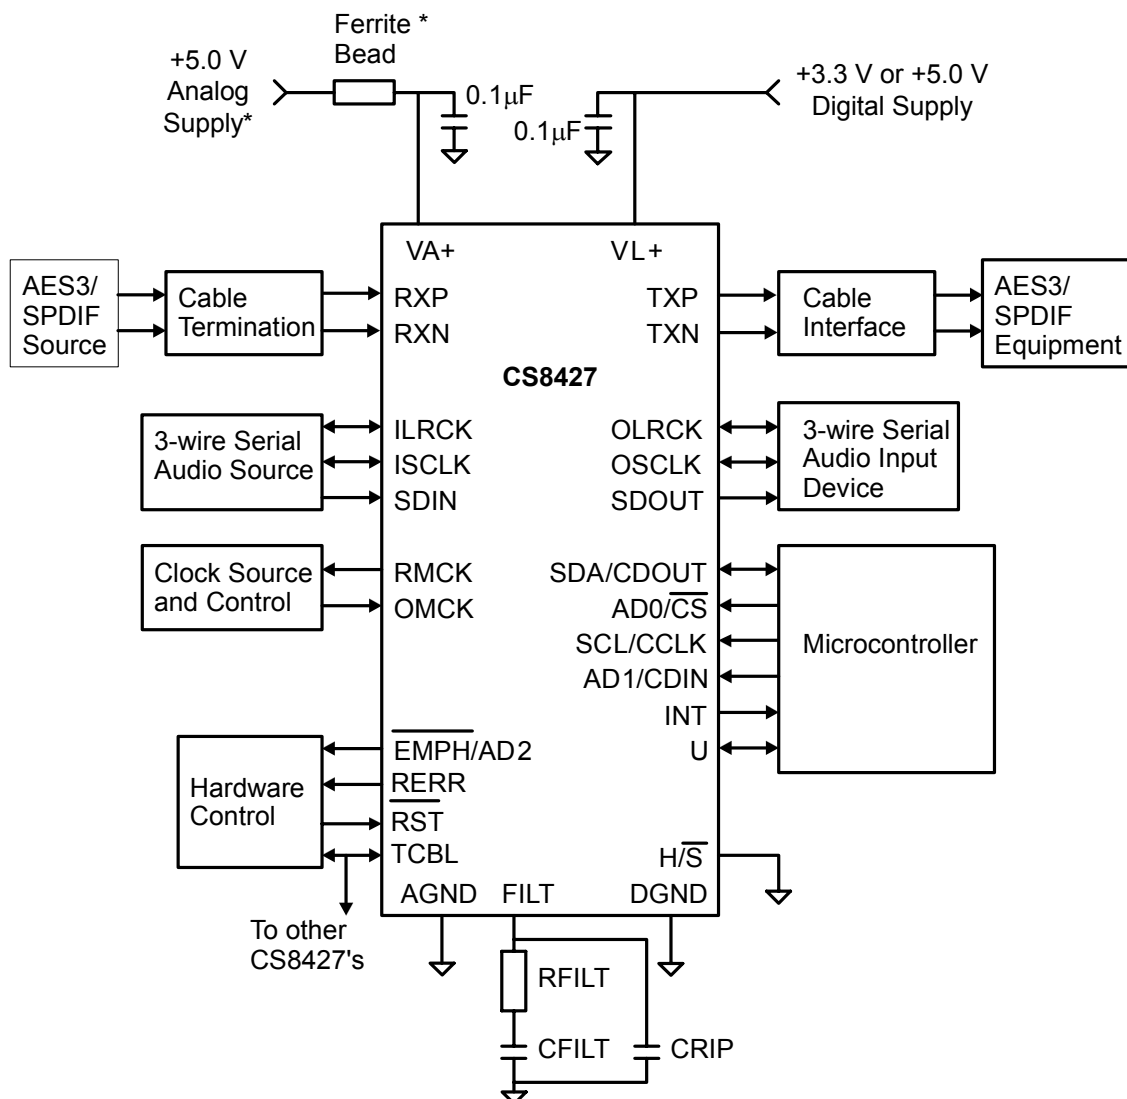 Ferrite *
Bead
+5.0 V
Analog
Supply*
0.1µF
0.1µF
+3.3 V or +5.0 V
Digital Supply
VA+
VL+
AES3/
SPDIF
Source
Cable
Termination
RXP
RXN
TXP
TXN
Cable
Interface
AES3/
SPDIF
Equipment
CS8427
3-wire Serial
Audio Source
ILRCK
ISCLK
SDIN
OLRCK
OSCLK
SDOUT
3-wire Serial
Audio Input
Device
Clock Source
and Control
RMCK
OMCK
SDA/CDOUT
AD0/C̅S̅
SCL/CCLK
AD1/CDIN
INT
U
Microcontroller
Hardware
Control
E̅M̅P̅H̅/AD2
RERR
R̅S̅T̅
TCBL
H/S̅
AGND
FILT
DGND
To other
CS8427's
RFILT
CFILT
CRIP